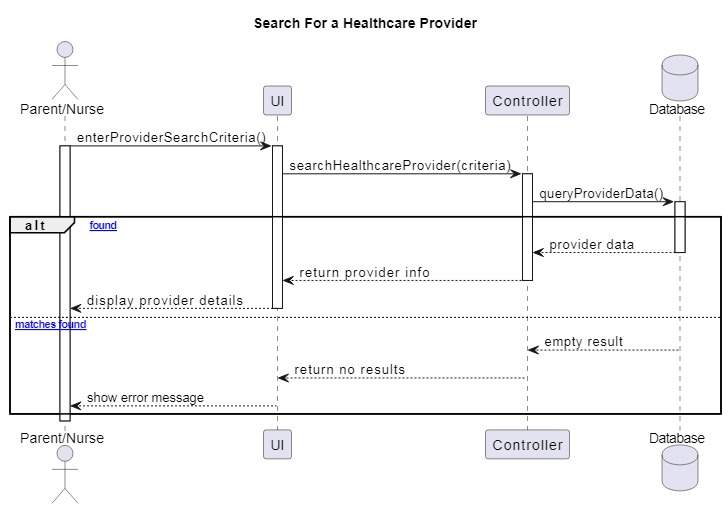 Search For a Healthcare Provider
Parent/Nurse
UI
Controller
Database
enterProviderSearchCriteria()
searchHealthcareProvider(criteria)
queryProviderData()
alt
found
provider data
return provider info
display provider details
matches found
empty result
return no results
show error message
Parent/Nurse
UI
Controller
Database